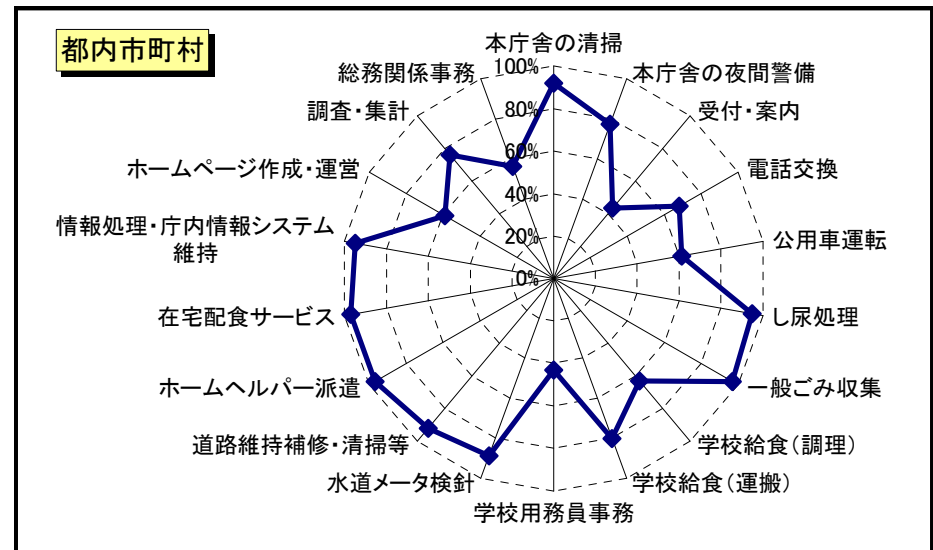 都内市町村
本庁舎の清掃
本庁舎の夜間警備
受付・案内
電話交換
公用車運転
し尿処理
一般ごみ収集
学校給食(調理)
学校給食(運搬)
学校用務員事務
水道メータ検針
道路維持補修・清掃等
ホームヘルパー派遣
在宅配食サービス
情報処理・庁内情報システム
維持
ホームページ作成・運営
調査・集計
総務関係事務
100%
80%
60%
40%
20%
0%